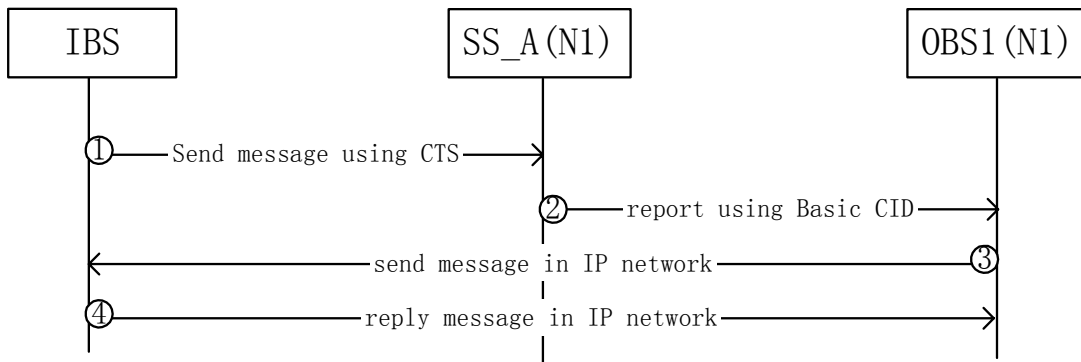 IBS
SS_A(N1)
OBS1(N1)
① Send message using CTS
② report using Basic CID
send message in IP network ③
④ reply message in IP network